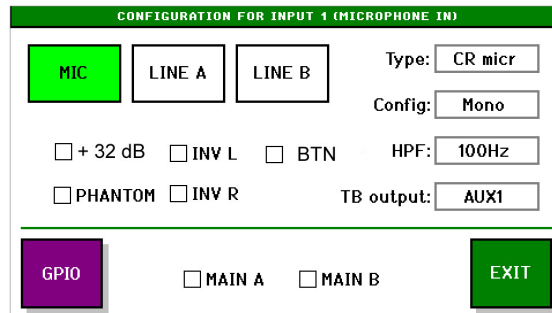 CONFIGURATION FOR INPUT 1 (MICROPHONE IN)
MIC LINE A LINE B Type: CR micr
Config: Mono
+ 32 dB INV L BTN HPF: 100Hz
PHANTOM INV R TB output: AUX1
GPIO MAIN A MAIN B EXIT